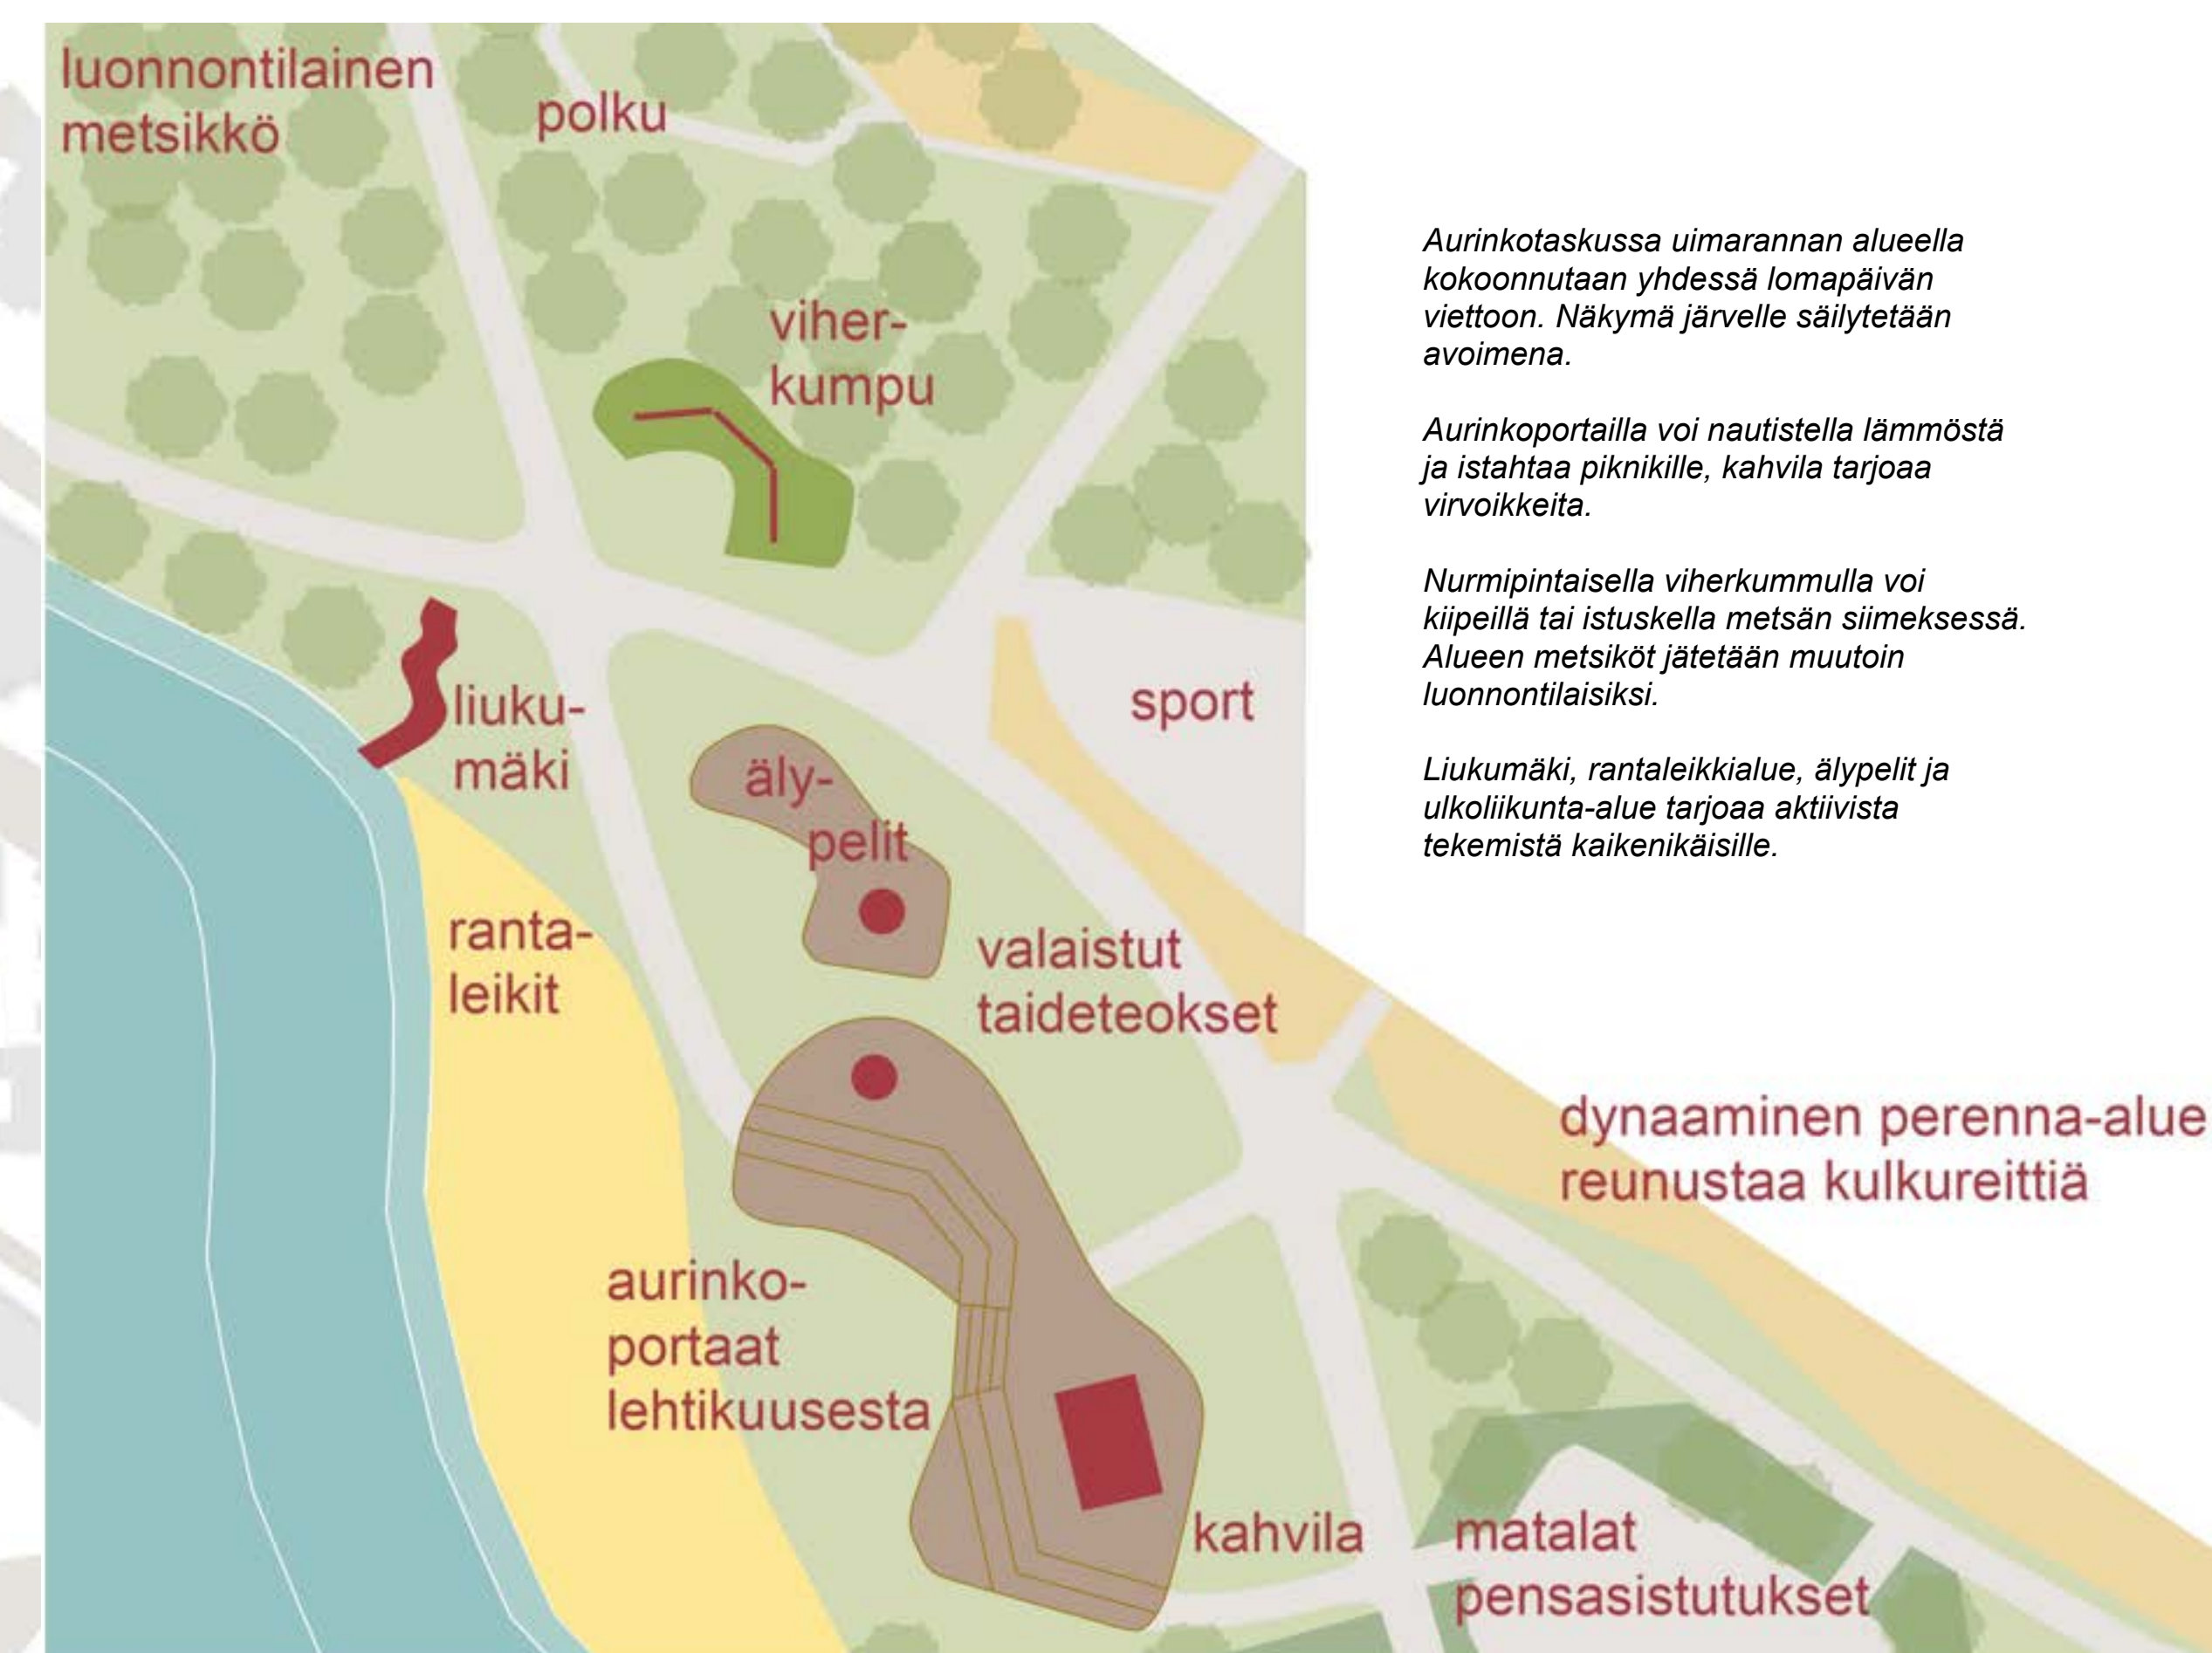 luonnontilainen
metsikkö
polku
viher-
kumpu
liuku-
mäki
sport
äly-
pelit
ranta-
leikit
valaistut
taideteokset
aurinko-
portaat
lehtikuusesta
kahvila
dynaaminen perenna-alue
reunustaa kulkureittiä
matalat
pensasistutukset
Aurinkotaskussa uimarannan alueella
kokoonnutaan yhdessä lomapäivän
viettoon. Näkymä järvelle säilytetään
avoimena.
Aurinkoportailla voi nautistella lämmöstä
ja istahtaa piknikille, kahvila tarjoaa
virvoikkeita.
Nurmipintaisella viherkummulla voi
kiipeillä tai istuskella metsän siimeksessä.
Alueen metsiköt jätetään muutoin
luonnontilaisiksi.
Liukumäki, rantaleikkialue, älypelit ja
ulkoliikunta-alue tarjoaa aktiivista
tekemistä kaikenikäisille.